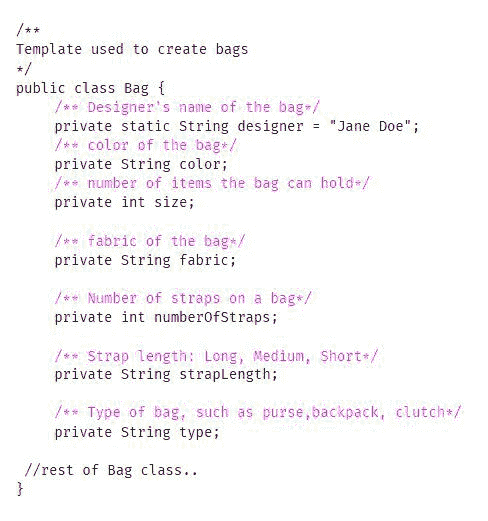 /**
Template used to create bags
*/
public class Bag {
/** Designer's name of the bag*/
private static String designer = "Jane Doe";
/** color of the bag*/
private String color;
/** number of items the bag can hold*/
private int size;
/** fabric of the bag*/
private String fabric;
/** Number of straps on a bag*/
private int numberOfStraps;
/** Strap length: Long, Medium, Short*/
private String strapLength;
/** Type of bag, such as purse,backpack, clutch*/
private String type;
//rest of Bag class..
}